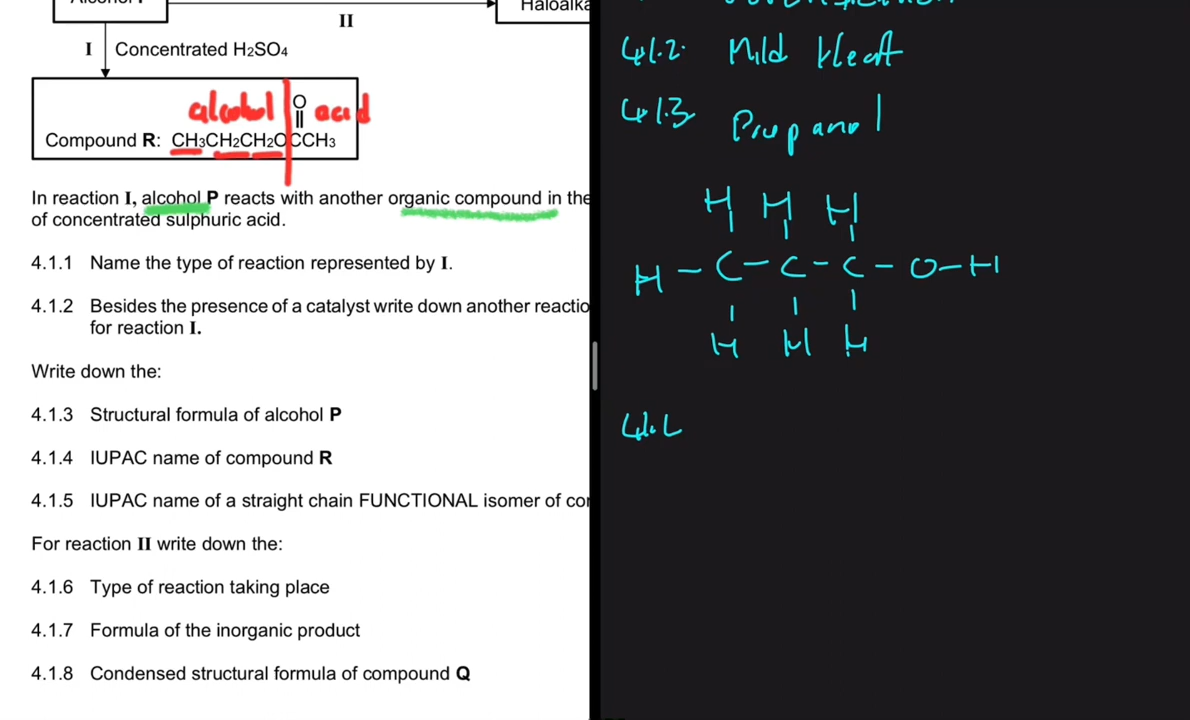 Haloalka
II
I Concentrated H2SO4
alcohol acid
O
Compound R: CH3CH2CH2OCCH3
In reaction I, alcohol P reacts with another organic compound in the
of concentrated sulphuric acid.
4.1.1 Name the type of reaction represented by I.
4.1.2 Besides the presence of a catalyst write down another reactio
for reaction I.
Write down the:
4.1.3 Structural formula of alcohol P
4.1.4 IUPAC name of compound R
4.1.5 IUPAC name of a straight chain FUNCTIONAL isomer of co
For reaction II write down the:
4.1.6 Type of reaction taking place
4.1.7 Formula of the inorganic product
4.1.8 Condensed structural formula of compound Q
4.1.2. Mild Heat
4.1.3 Propanol
H H H
H - C - C - C - O - H
H H H